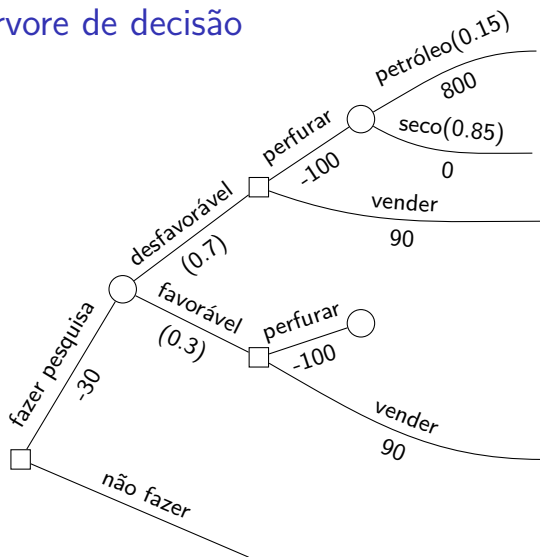 rvore de decisão
petróleo(0.15)
800
perfurar
-100
seco(0.85)
0
vender
90
desfavorável
(0.7)
favorável
(0.3)
perfurar
-100
fazer pesquisa
-30
vender
90
não fazer